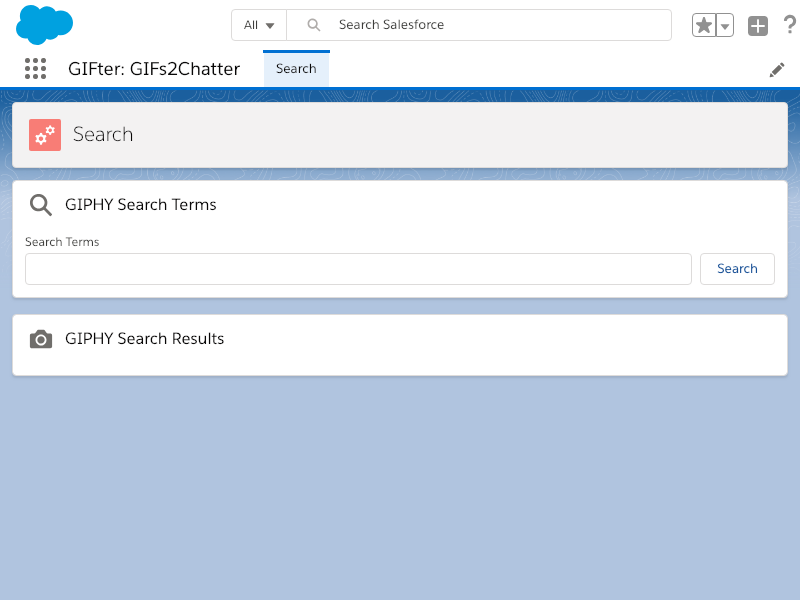 All
Search Salesforce
?
GIFter: GIFs2Chatter
Search
Search
GIPHY Search Terms
Search Terms
Search
GIPHY Search Results